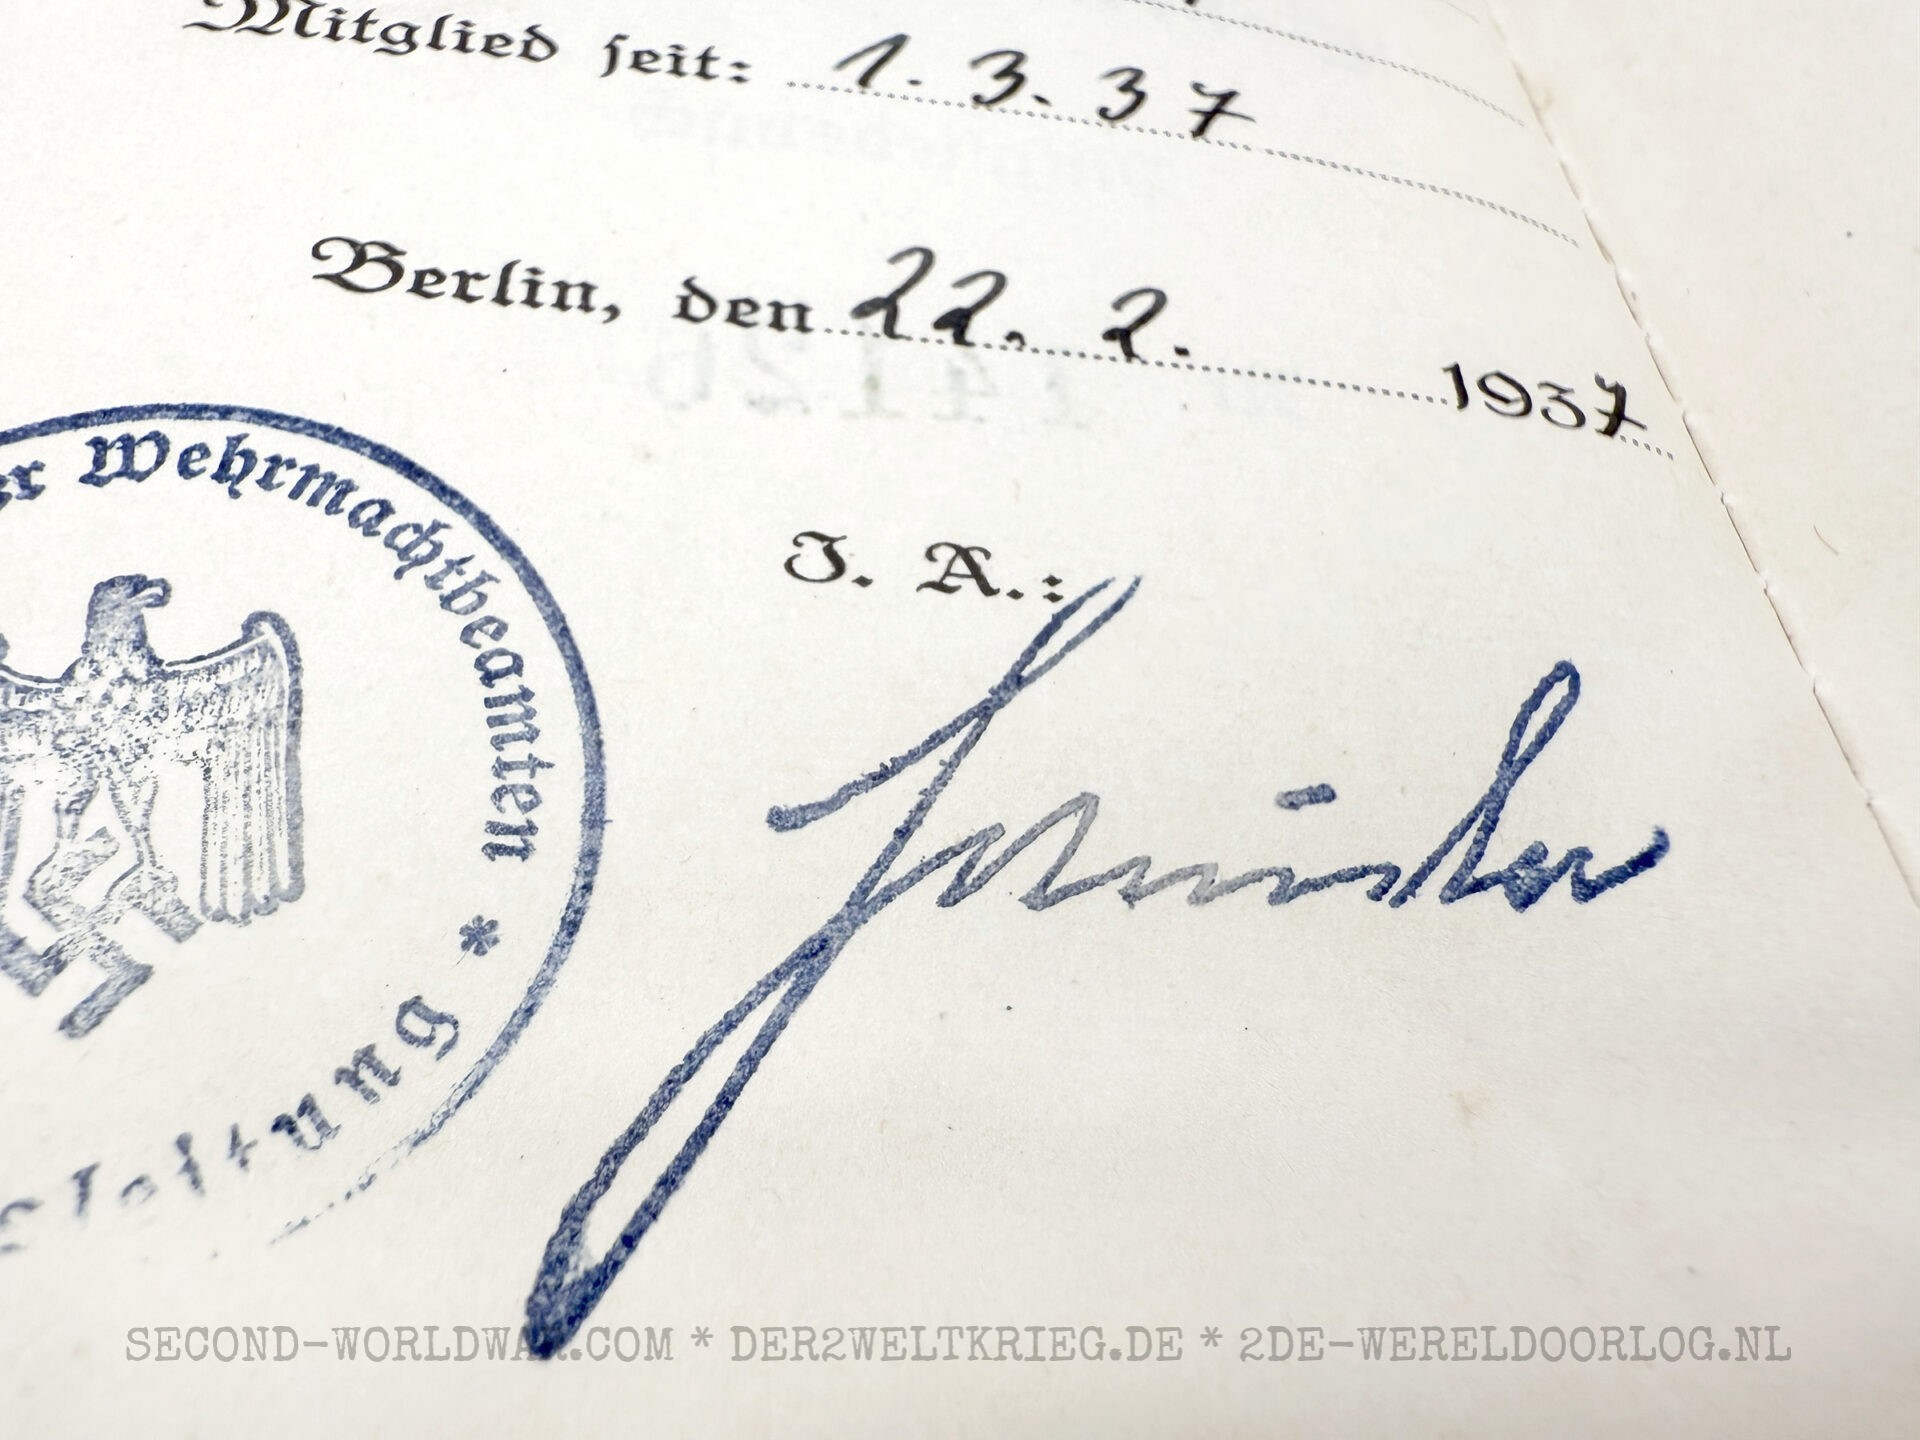 Mitglied seit: 1. 3. 37
Berlin, den 22. 2. 1937
Wehrmachtbeamten *
J. A.:
SECOND-WORLDWAR.COM * DER2WELTKRIEG.DE * 2DE-WERELDOORLOG.NL